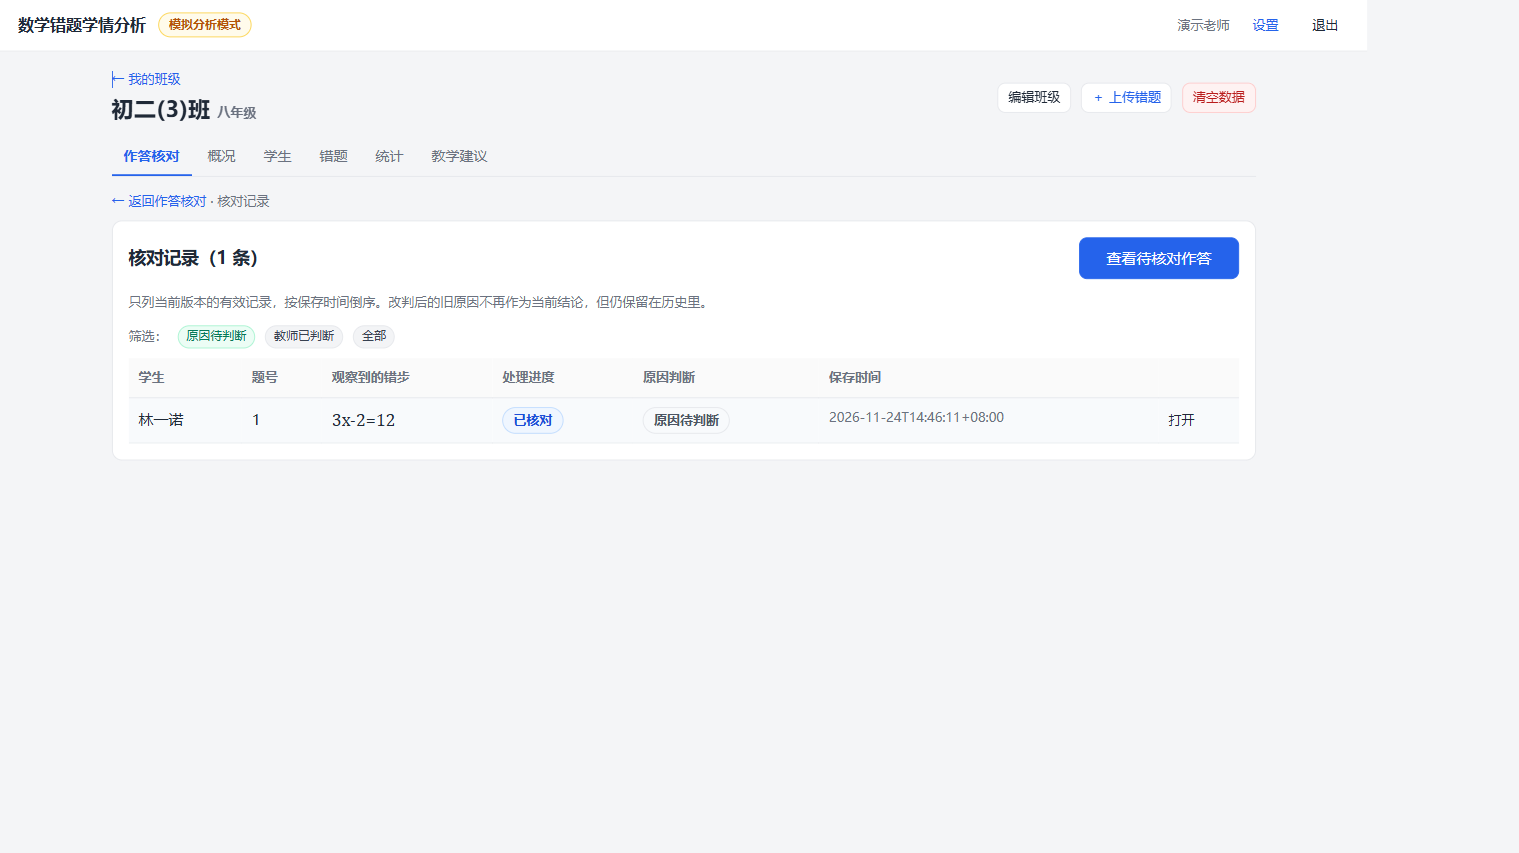 数学错题学情分析 模拟分析模式 演示老师 设置 退出
← 我的班级
初二(3)班 八年级 编辑班级 + 上传错题 清空数据
作答核对 概况 学生 错题 统计 教学建议
← 返回作答核对 · 核对记录
核对记录（1 条） 查看待核对作答
只列当前版本的有效记录，按保存时间倒序。改判后的旧原因不再作为当前结论，但仍保留在历史里。
筛选： 原因待判断 教师已判断 全部
学生 题号 观察到的错步 处理进度 原因判断 保存时间
林一诺 1 3x-2=12 已核对 原因待判断 2026-11-24T14:46:11+08:00 打开